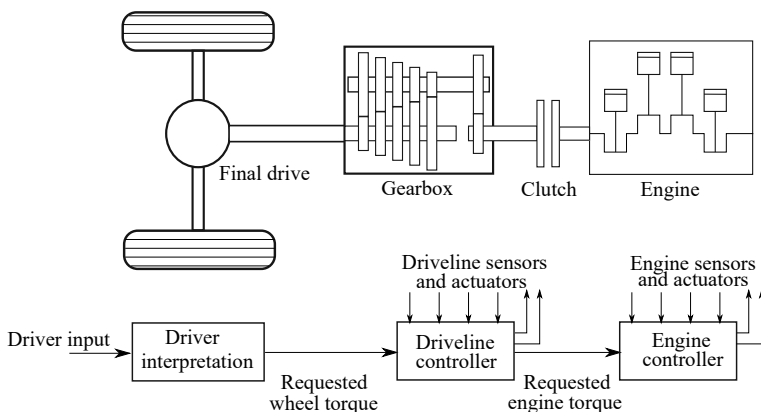 Final drive
Gearbox
Clutch
Engine
Driveline sensors
and actuators
Engine sensors
and actuators
Driver input
Driver
interpretation
Requested
wheel torque
Driveline
controller
Requested
engine torque
Engine
controller